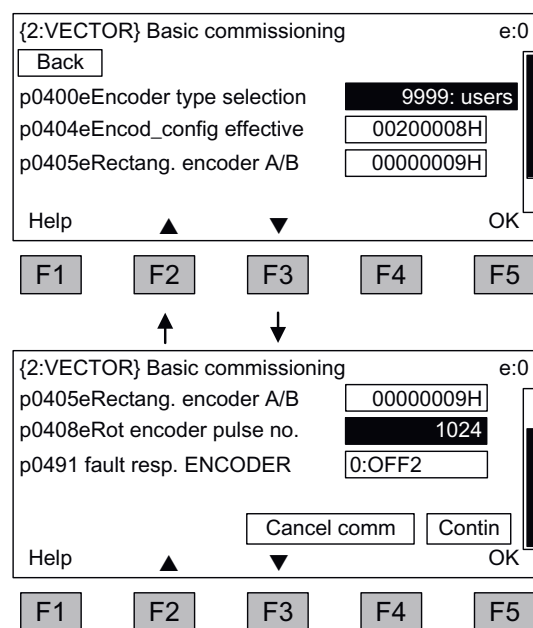 {2:VECTOR} Basic commissioning e:0
Back
p0400eEncoder type selection 9999: users
p0404eEncod_config effective 00200008H
p0405eRectang. encoder A/B 00000009H
Help ▲ ▼ OK
F1 F2 F3 F4 F5
{2:VECTOR} Basic commissioning e:0
p0405eRectang. encoder A/B 00000009H
p0408eRot encoder pulse no. 1024
p0491 fault resp. ENCODER 0:OFF2
Cancel comm Contin
Help ▲ ▼ OK
F1 F2 F3 F4 F5